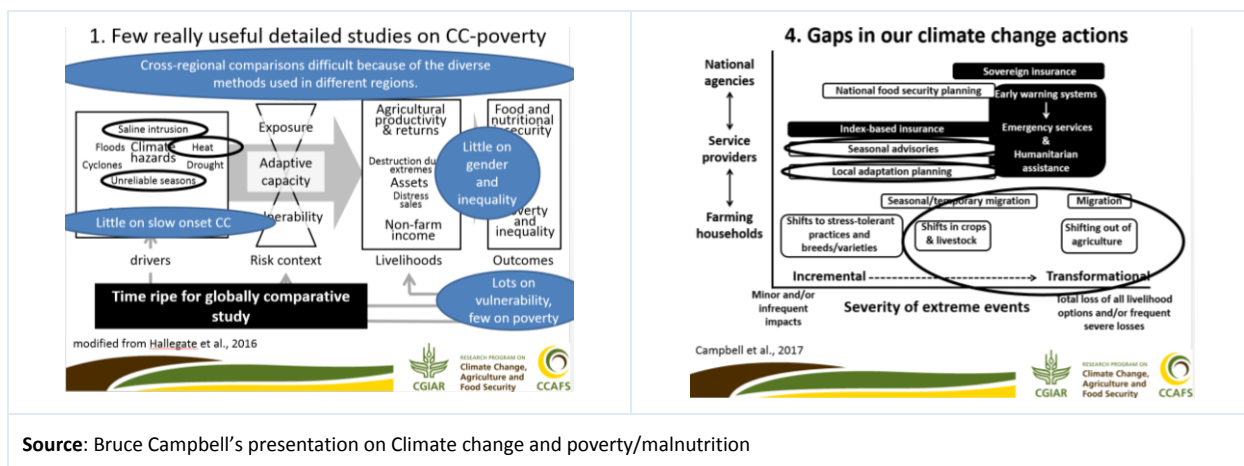 1. Few really useful detailed studies on CC-poverty
Cross-regional comparisons difficult because of the diverse
methods used in different regions.
Saline intrusion
Floods
Climate
hazards
Heat
Cyclones
Drought
Unreliable seasons
Little on slow onset CC
drivers
Exposure
Adaptive
capacity
Risk context
Agricultural
productivity
& returns
Destruction du
extremes
Assets
Distress
sales
Non-farm
income
Livelihoods
Food and
nutritional
Little on
gender
and
inequality
inequality
Outcomes
Lots on
vulnerability,
few on poverty
Time ripe for globally comparative
study
modified from Hallegate et al., 2016
CGIAR
RESEARCH PROGRAM ON
Climate Change,
Agriculture and
Food Security
CCAFS
4. Gaps in our climate change actions
National
agencies
Service
providers
Farming
households
Sovereign insurance
National food security planning
Early warning systems
Emergency services
&
Humanitarian
assistance
Index-based insurance
Seasonal advisories
Local adaptation planning
Seasonal/temporary migration
Migration
Shifts to stress-tolerant
practices and
breeds/varieties
Shifts in crops
& livestock
Shifting out of
agriculture
Incremental
Transformational
Minor and/or
infrequent
impacts
Severity of extreme events
Total loss of all livelihood
options and/or frequent
severe losses
Campbell et al., 2017
CGIAR
RESEARCH PROGRAM ON
Climate Change,
Agriculture and
Food Security
CCAFS
Source: Bruce Campbell's presentation on Climate change and poverty/malnutrition